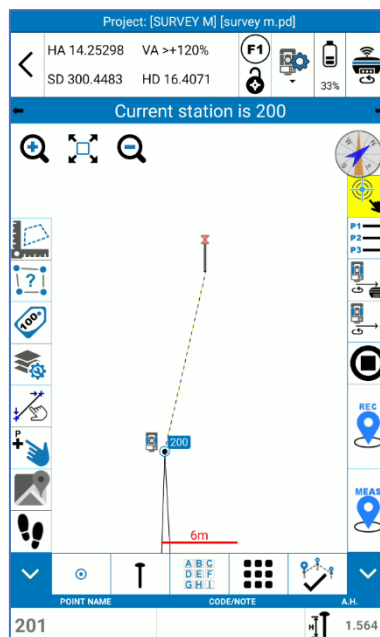 Project: [SURVEY M] [survey m.pd]
HA 14.25298 VA >+120% F1
SD 300.4483 HD 16.4071
33%
Current station is 200
N
E
S
W
P1
P2
P3
?
100
REC
P
200
MEAS
6m
A B C
D E F
G H I
POINT NAME CODE/NOTE A.H.
201 H 1.564